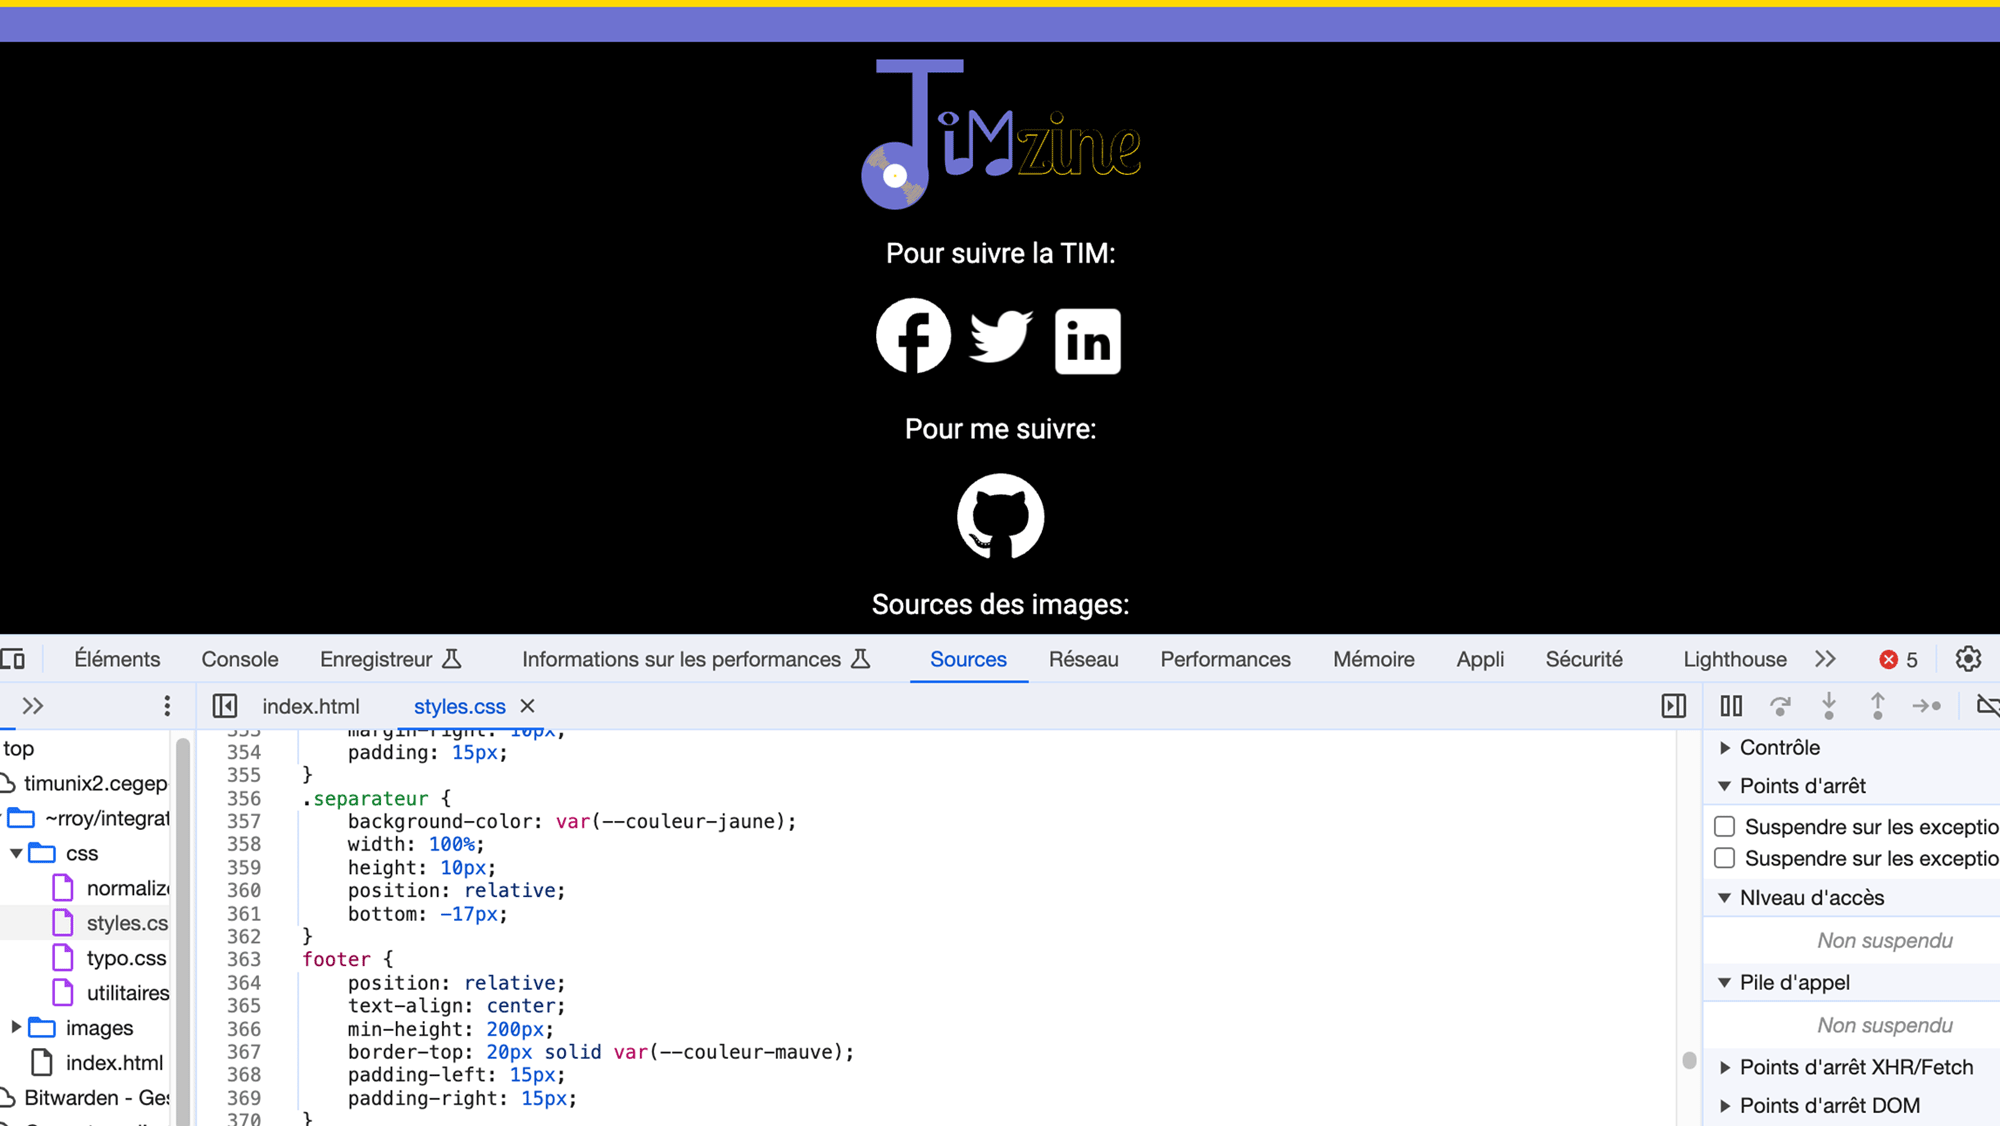 TiMzine
Pour suivre la TIM:
in
Pour me suivre:
Sources des images:
Éléments Console Enregistreur Informations sur les performances Sources Réseau Performances Mémoire Appli Sécurité Lighthouse 5
index.html styles.css
top
timunix2.cegep
~rroy/integrat
css
normalize
styles.cs
typo.css
utilitaires
images
index.html
Bitwarden - Ges
353 margin-right: 10px;
354 padding: 15px;
355 }
356 .separateur {
357 background-color: var(--couleur-jaune);
358 width: 100%;
359 height: 10px;
360 position: relative;
361 bottom: -17px;
362 }
363 footer {
364 position: relative;
365 text-align: center;
366 min-height: 200px;
367 border-top: 20px solid var(--couleur-mauve);
368 padding-left: 15px;
369 padding-right: 15px;
370 }
Contrôle
Points d'arrêt
Suspendre sur les exceptio
Suspendre sur les exceptio
NIveau d'accès
Non suspendu
Pile d'appel
Non suspendu
Points d'arrêt XHR/Fetch
Points d'arrêt DOM